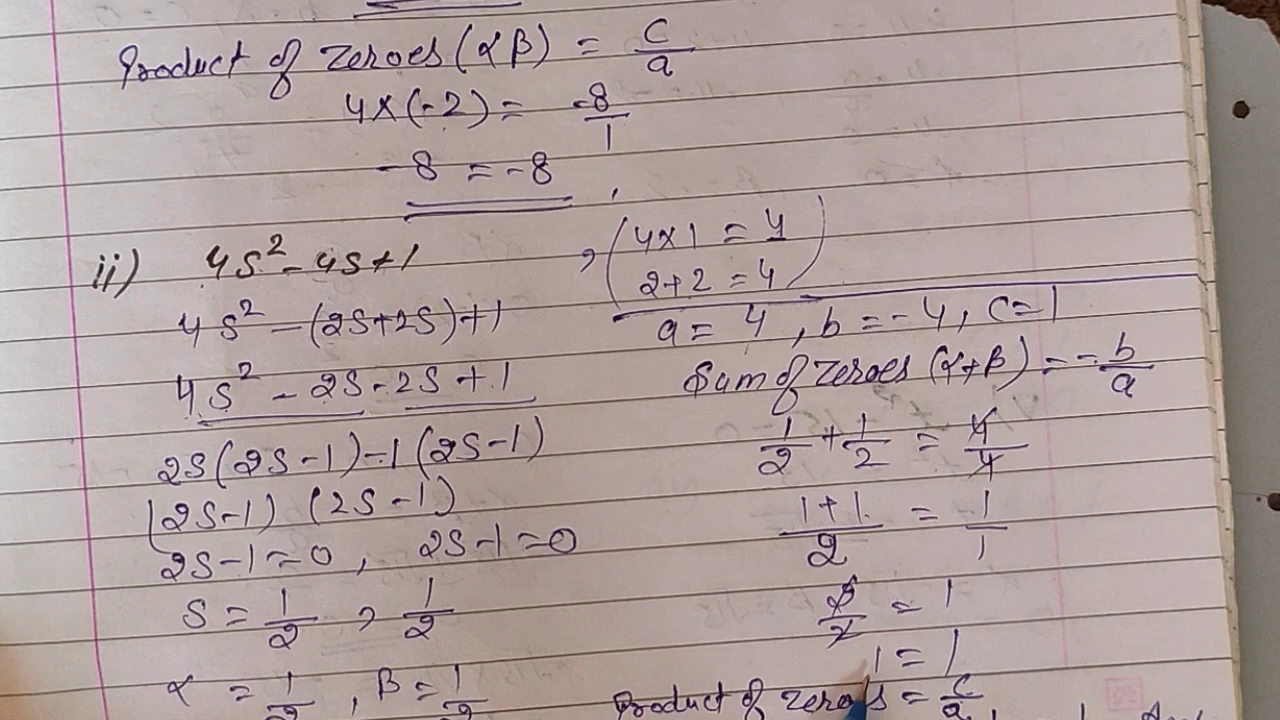 Product of zeroes (αβ) = c/a
4×(-2) = -8/1
-8 = -8
ii) 4s² - 4s+1 , (4×1 = 4
2+2 = 4)
4s² - (2s+2s)+1
4s² - 2s - 2s + 1
2s(2s-1) -1(2s-1)
(2s-1) (2s-1)
2s-1=0 , 2s-1=0
s = 1/2 , 1/2
α = 1/2 , β = 1/2
a = 4 , b = -4, c=1
Sum of zeroes (α+β) = -b/a
1/2 + 1/2 = 4/4
1+1/2 = 1/1
2/2 = 1
1 = 1
Product of zeroes = c/a